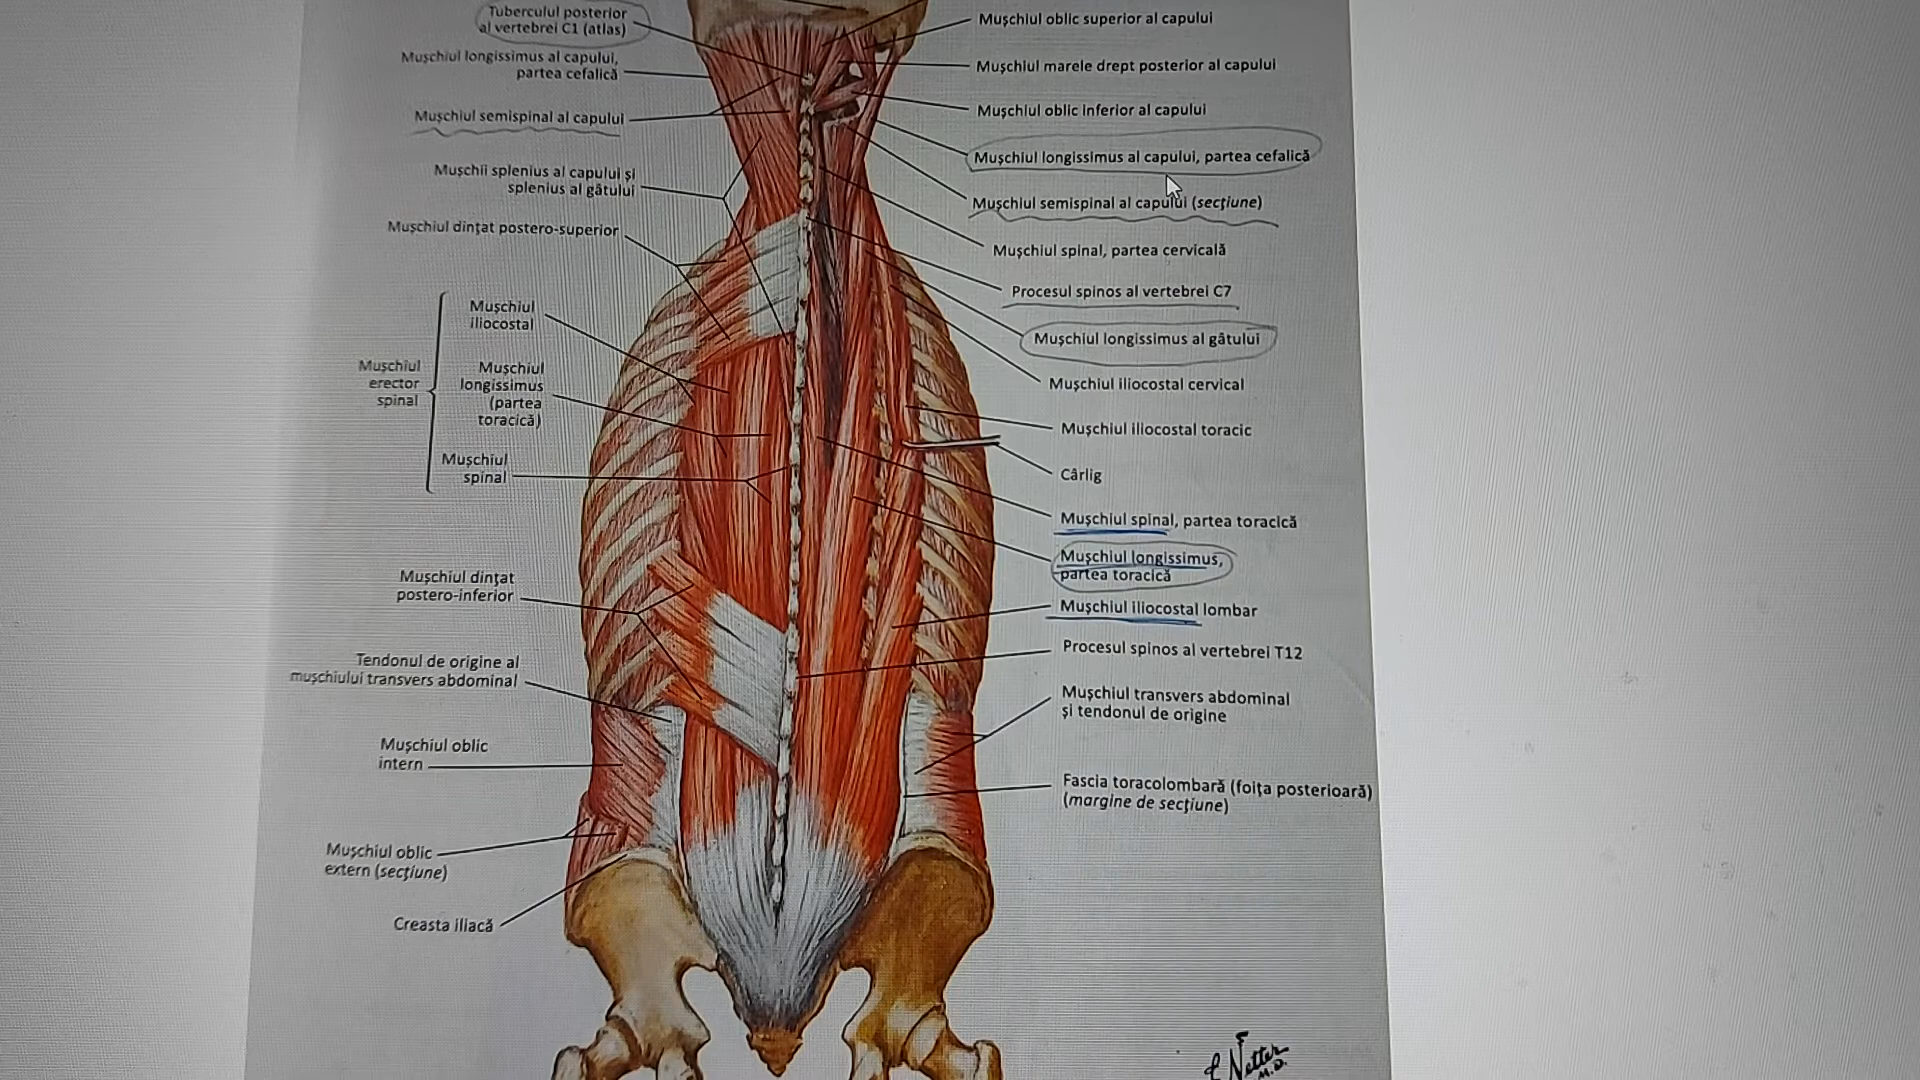 Tuberculul posterior
al vertebrei C1 (atlas)
Mușchiul longissimus al capului,
partea cefalică
Mușchiul semispinal al capului
Mușchii splenius al capului și
splenius al gâtului
Mușchiul dințat postero-superior
Mușchiul
iliocostal
Mușchiul
erector
spinal
Mușchiul
longissimus
(partea
toracică)
Mușchiul
spinal
Mușchiul dințat
postero-inferior
Tendonul de origine al
mușchiului transvers abdominal
Mușchiul oblic
intern
Mușchiul oblic
extern (secțiune)
Creasta iliacă
Mușchiul oblic superior al capului
Mușchiul marele drept posterior al capului
Mușchiul oblic inferior al capului
Mușchiul longissimus al capului, partea cefalică
Mușchiul semispinal al capului (secțiune)
Mușchiul spinal, partea cervicală
Procesul spinos al vertebrei C7
Mușchiul longissimus al gâtului
Mușchiul iliocostal cervical
Mușchiul iliocostal toracic
Cârlig
Mușchiul spinal, partea toracică
Mușchiul longissimus,
partea toracică
Mușchiul iliocostal lombar
Procesul spinos al vertebrei T12
Mușchiul transvers abdominal
și tendonul de origine
Fascia toracolombară (foița posterioară)
(margine de secțiune)
F. Netter
M.D.